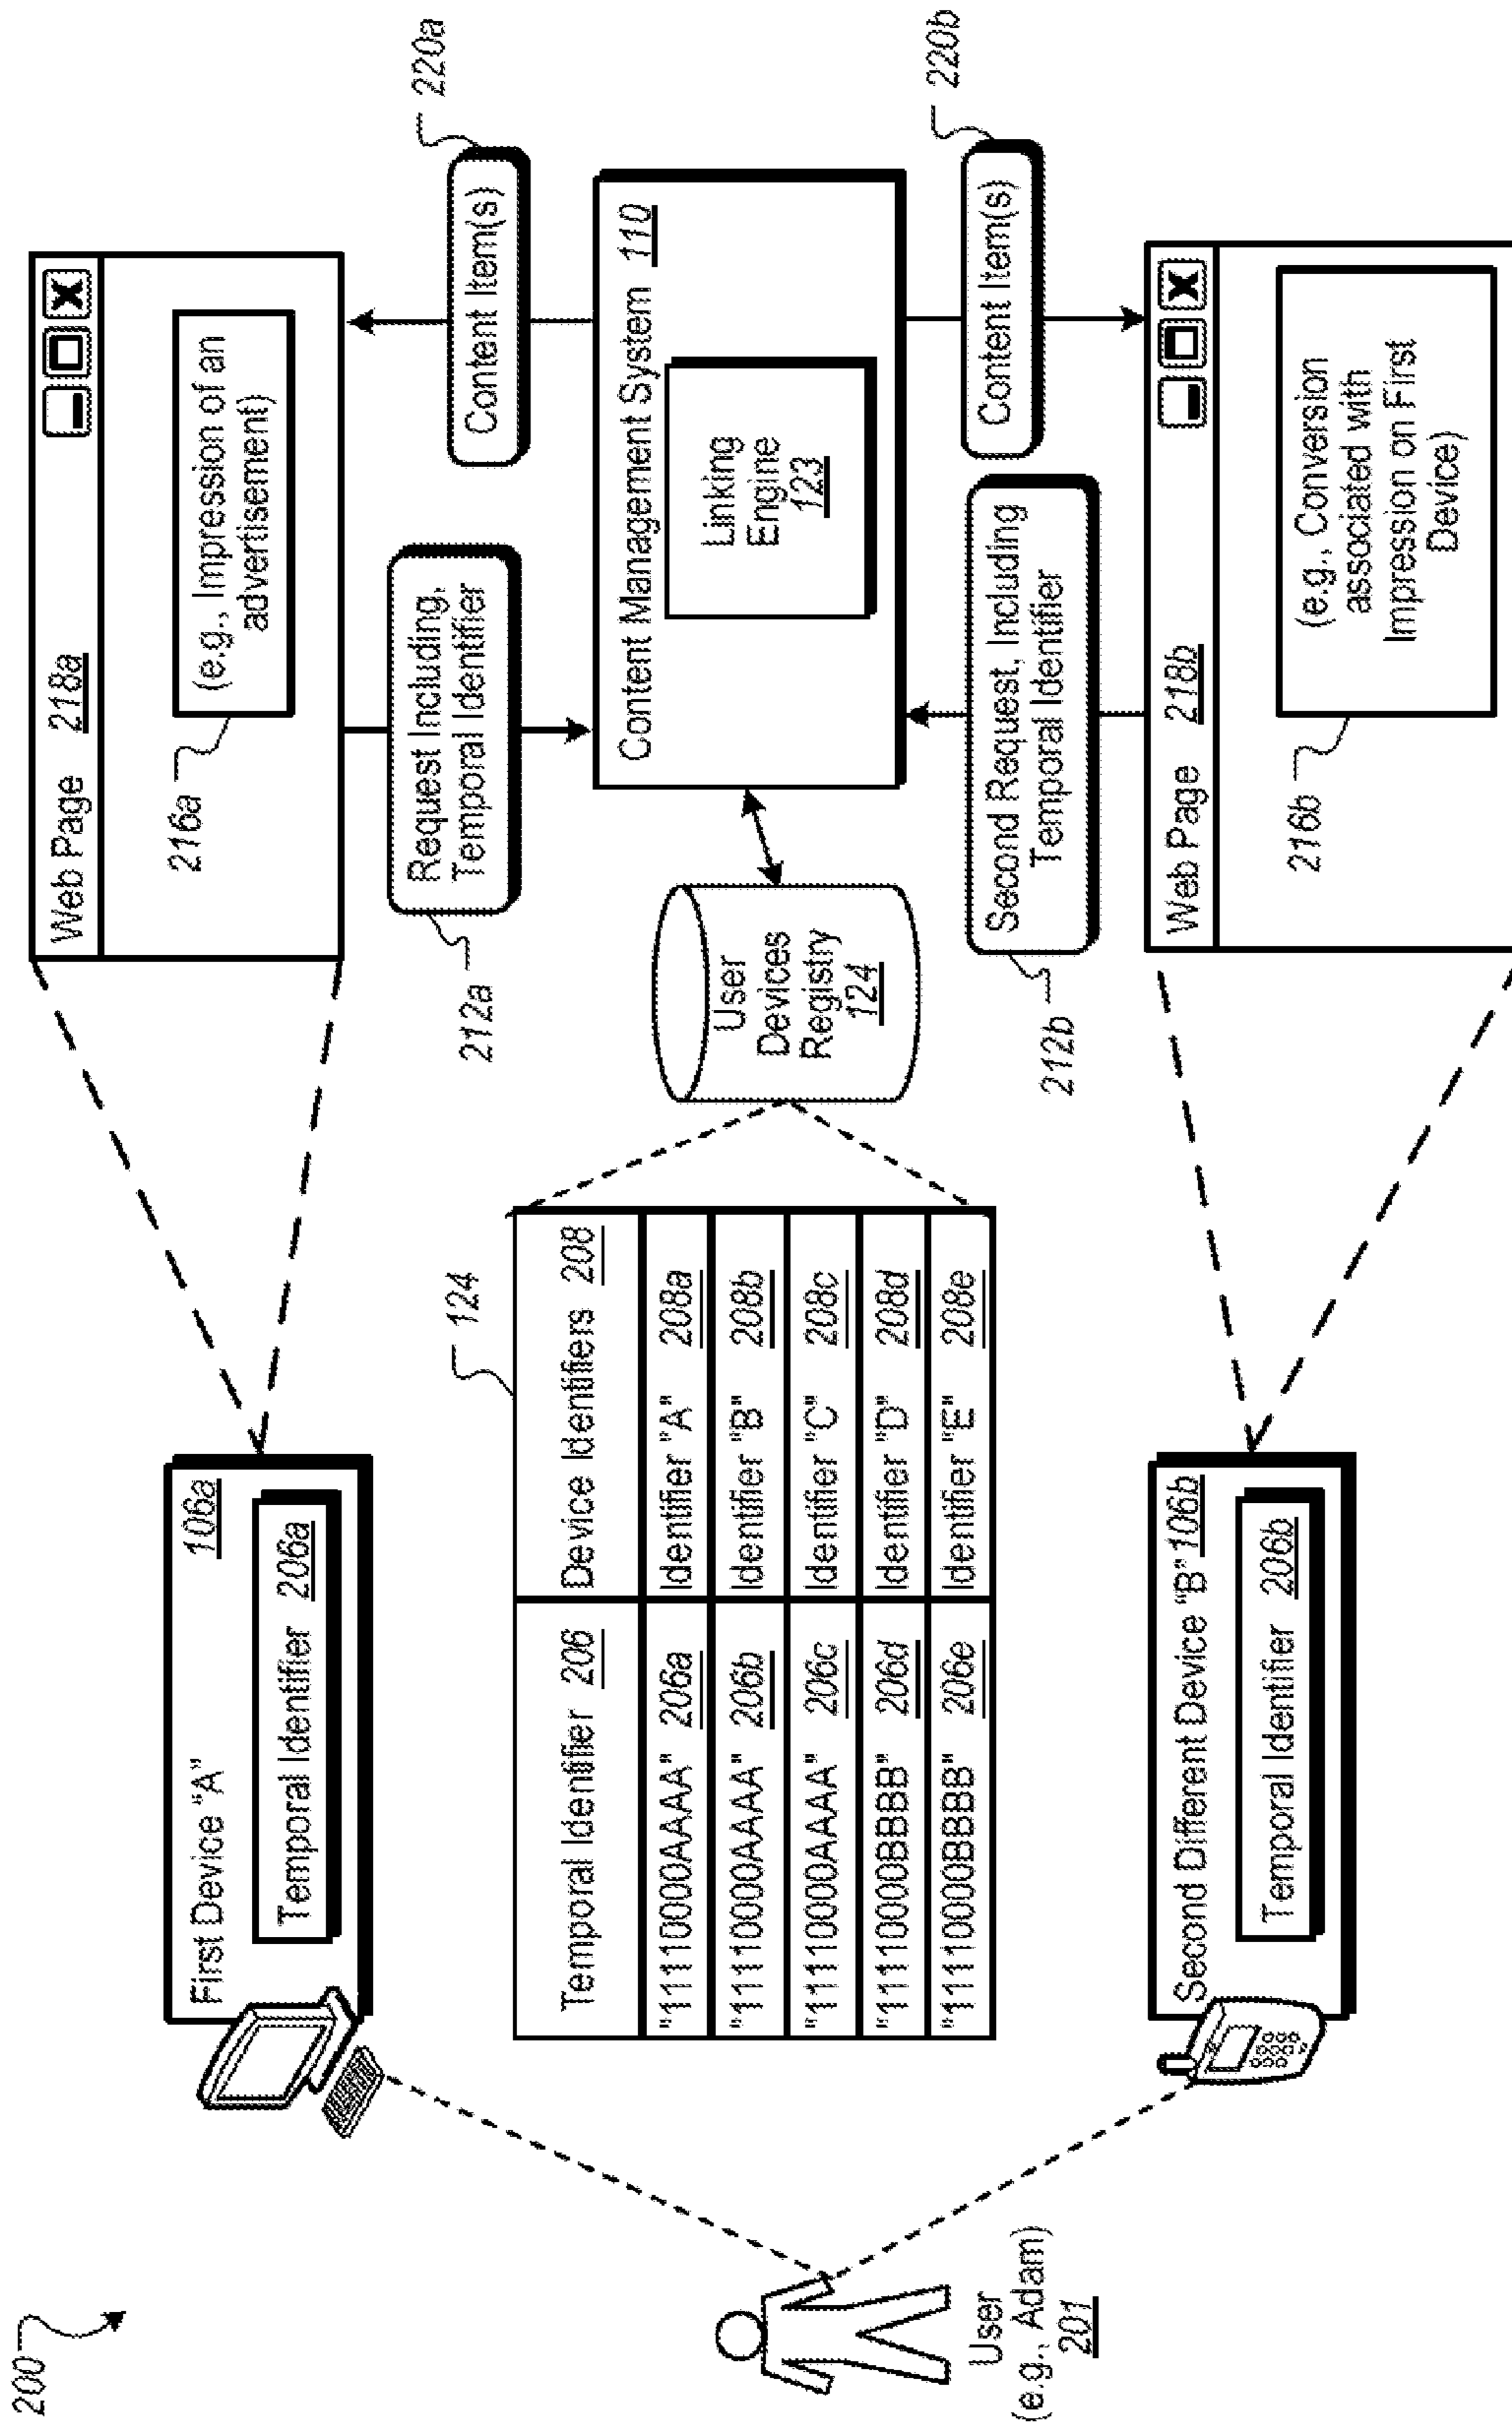 200
User
(e.g., Adam)
201
First Device "A" 106a
Temporal Identifier 206a
Web Page 218a
216a
(e.g., Impression of an
advertisement)
212a
Request Including,
Temporal Identifier
Content Item(s)
220a
124
Temporal Identifier 206 Device Identifiers 208
"11110000AAAA" 206a Identifier "A" 208a
"11110000AAAA" 206b Identifier "B" 208b
"11110000AAAA" 206c Identifier "C" 208c
"11110000BBBB" 206d Identifier "D" 208d
"11110000BBBB" 206e Identifier "E" 208e
User
Devices
Registry
124
Content Management System 110
Linking
Engine
123
212b
Second Request, Including
Temporal Identifier
Content Item(s)
220b
Second Different Device "B" 106b
Temporal Identifier 206b
Web Page 218b
216b
(e.g., Conversion
associated with
Impression on First
Device)